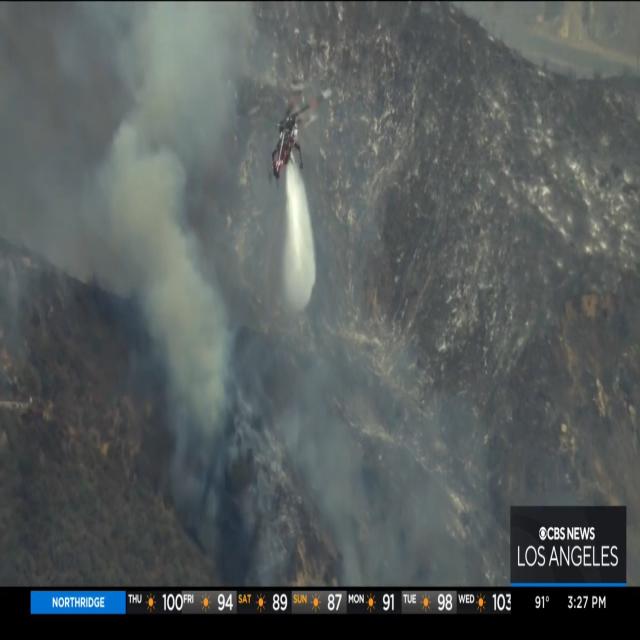 CBS NEWS
LOS ANGELES
NORTHRIDGE THU 100 FRI 94 SAT 89 SUN 87 MON 91 TUE 98 WED 103 91° 3:27 PM